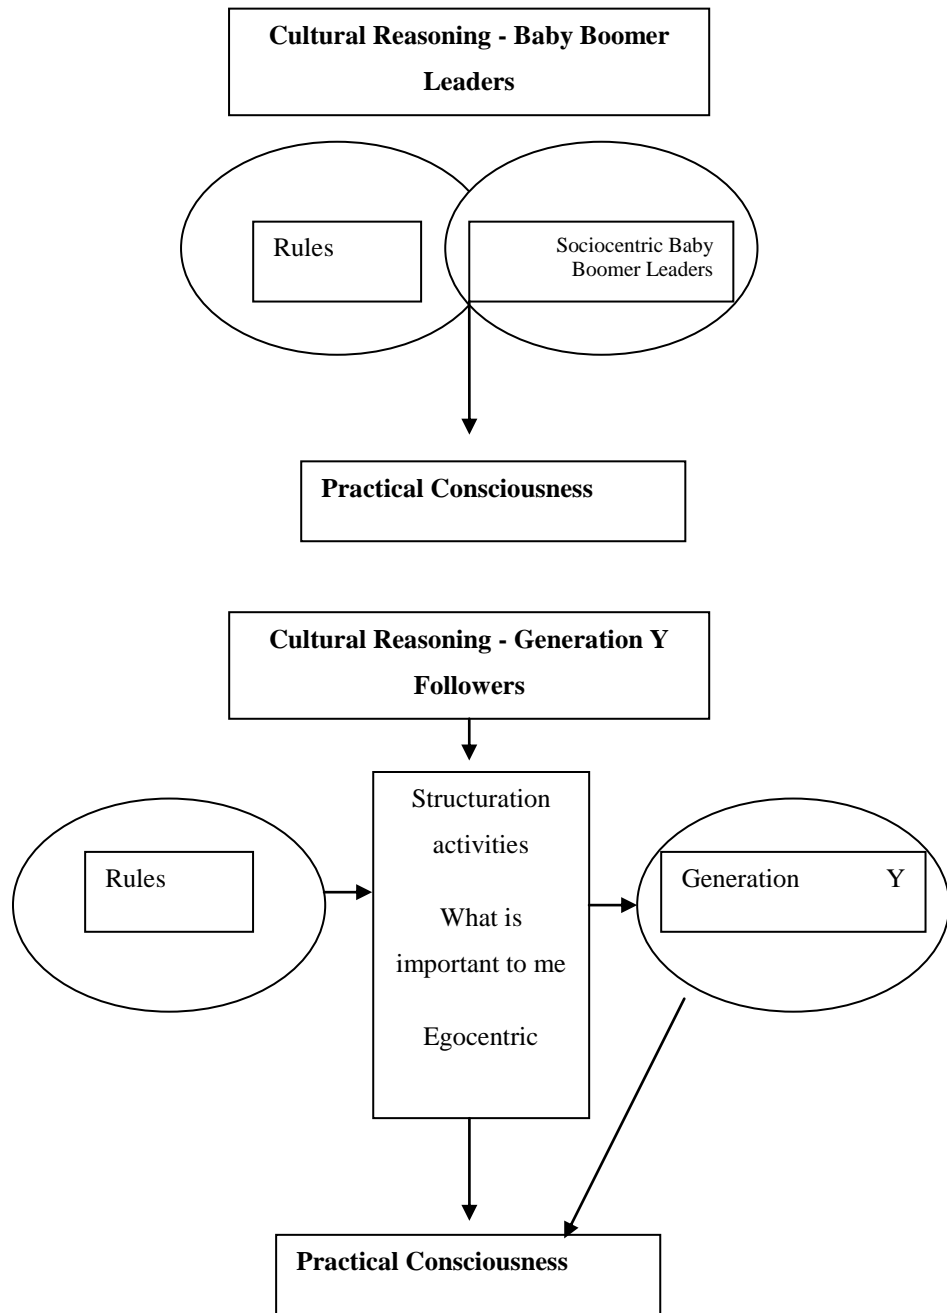 Cultural Reasoning - Baby Boomer
Leaders
Rules
Sociocentric Baby
Boomer Leaders
Practical Consciousness
Cultural Reasoning - Generation Y
Followers
Structuration
activities
What is
important to me
Egocentric
Rules
Generation Y
Practical Consciousness